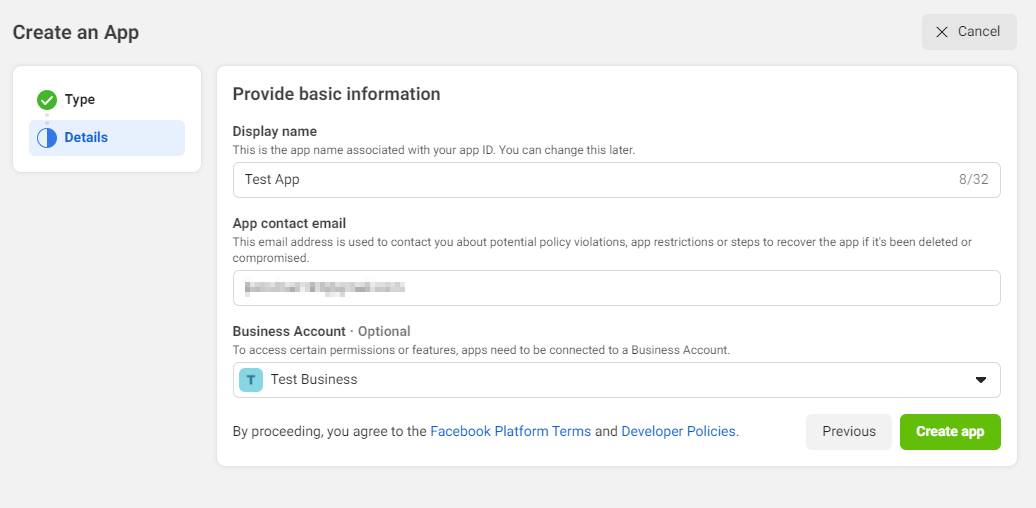 Create an App
Cancel
Type
Details
Provide basic information
Display name
This is the app name associated with your app ID. You can change this later.
Test App 8/32
App contact email
This email address is used to contact you about potential policy violations, app restrictions or steps to recover the app if it's been deleted or
compromised.
Business Account · Optional
To access certain permissions or features, apps need to be connected to a Business Account.
T Test Business
By proceeding, you agree to the Facebook Platform Terms and Developer Policies.
Previous
Create app